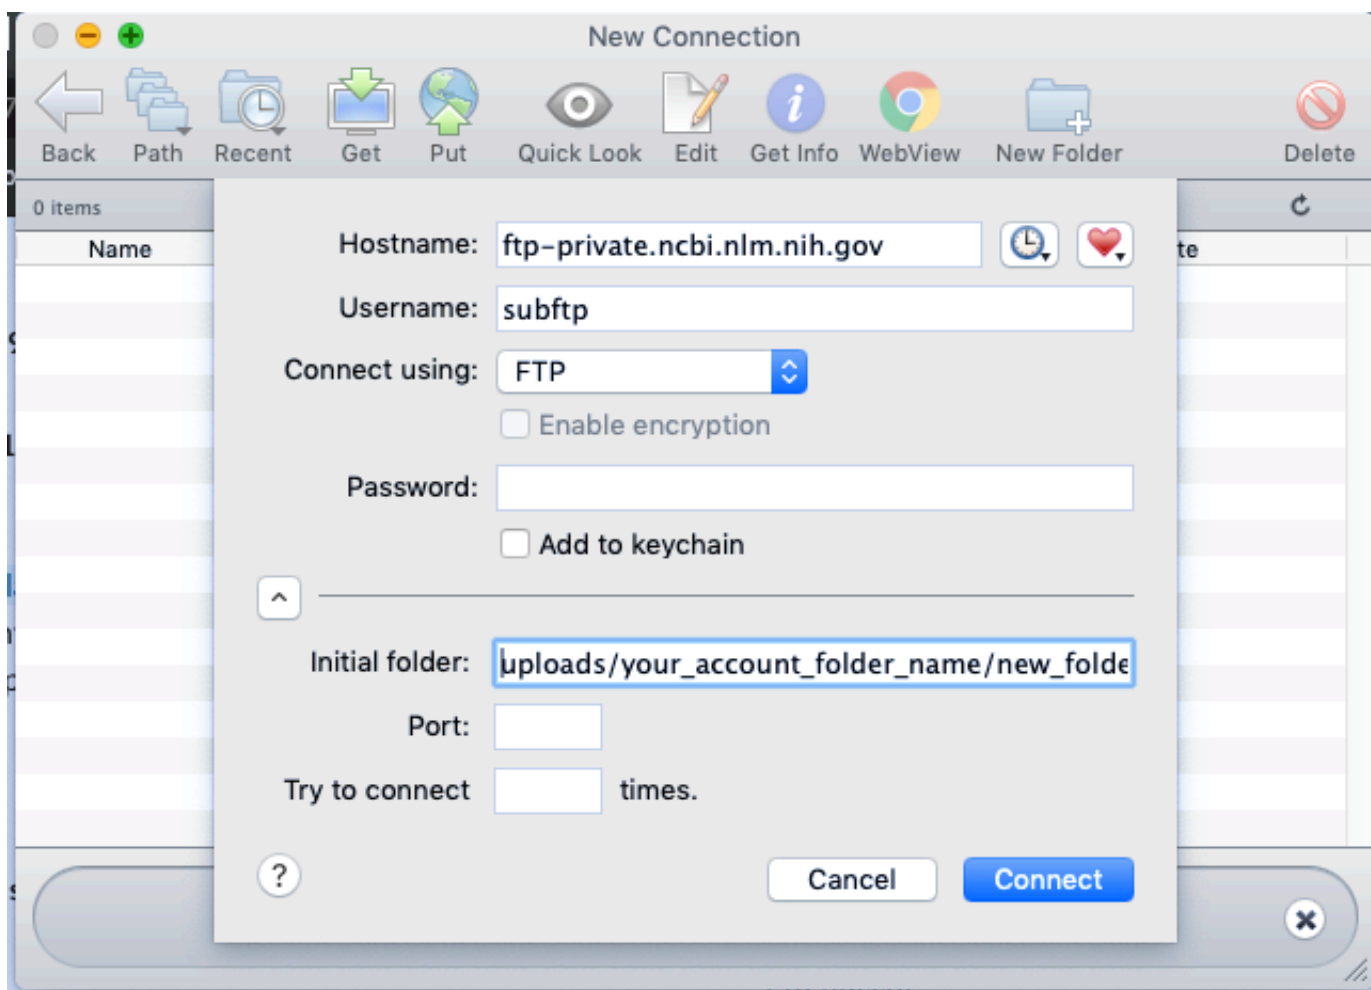 New Connection
Back Path Recent Get Put Quick Look Edit Get Info WebView New Folder Delete
0 items
Name
te
Hostname: ftp-private.ncbi.nlm.nih.gov
Username: subftp
Connect using: FTP
Enable encryption
Password:
Add to keychain
Initial folder: uploads/your_account_folder_name/new_folde
Port:
Try to connect times.
? Cancel Connect